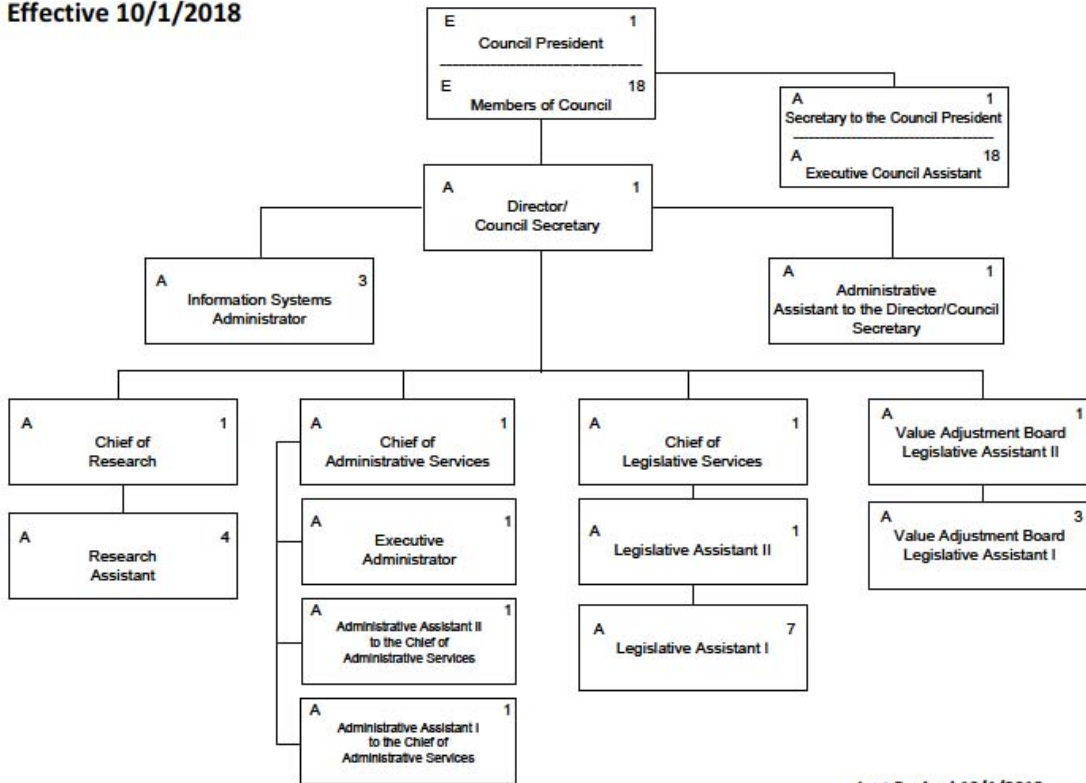 Effective 10/1/2018
E 1
Council President
E 18
Members of Council
A 1
Secretary to the Council President
A 18
Executive Council Assistant
A 1
Director/
Council Secretary
A 3
Information Systems
Administrator
A 1
Administrative
Assistant to the Director/Council
Secretary
A 1
Chief of
Research
A 4
Research
Assistant
A 1
Chief of
Administrative Services
A 1
Executive
Administrator
A 1
Administrative Assistant II
to the Chief of
Administrative Services
A 1
Administrative Assistant I
to the Chief of
Administrative Services
A 1
Chief of
Legislative Services
A 1
Legislative Assistant II
A 7
Legislative Assistant I
A 1
Value Adjustment Board
Legislative Assistant II
A 3
Value Adjustment Board
Legislative Assistant I